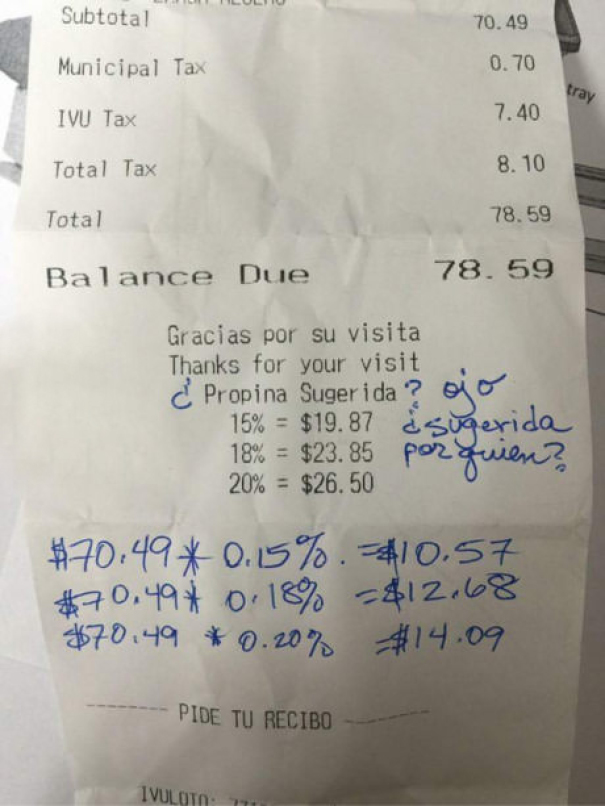 Subtotal 70.49
Municipal Tax 0.70
IVU Tax 7.40
Total Tax 8.10
Total 78.59
Balance Due 78.59
Gracias por su visita
Thanks for your visit
¿ Propina Sugerida ? ojo
15% = $19.87 ¿sugerida
18% = $23.85 por quien?
20% = $26.50
$70.49 * 0.15% . =$10.57
$70.49 * 0.18% =$12.68
$70.49 * 0.20% =$14.09
-------- PIDE TU RECIBO --------
IVULOTO:
tray